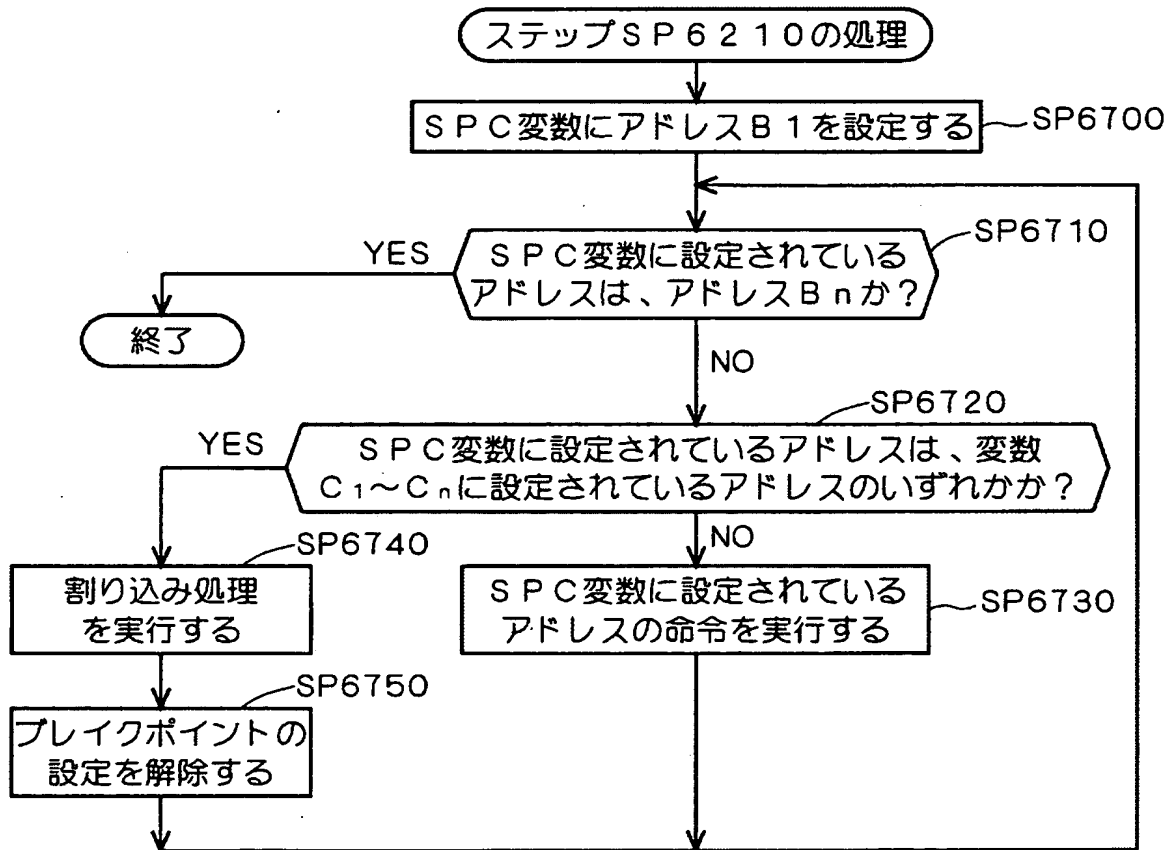 ステップＳＰ６２１０の処理
ＳＰＣ変数にアドレスＢ１を設定する
SP6700
SP6710
YES
ＳＰＣ変数に設定されている
アドレスは、アドレスＢｎか？
終了
NO
SP6720
YES
ＳＰＣ変数に設定されているアドレスは、変数
C₁～Cₙに設定されているアドレスのいずれかか？
NO
SP6740
割り込み処理
を実行する
ＳＰＣ変数に設定されている
アドレスの命令を実行する
SP6730
SP6750
ブレイクポイントの
設定を解除する